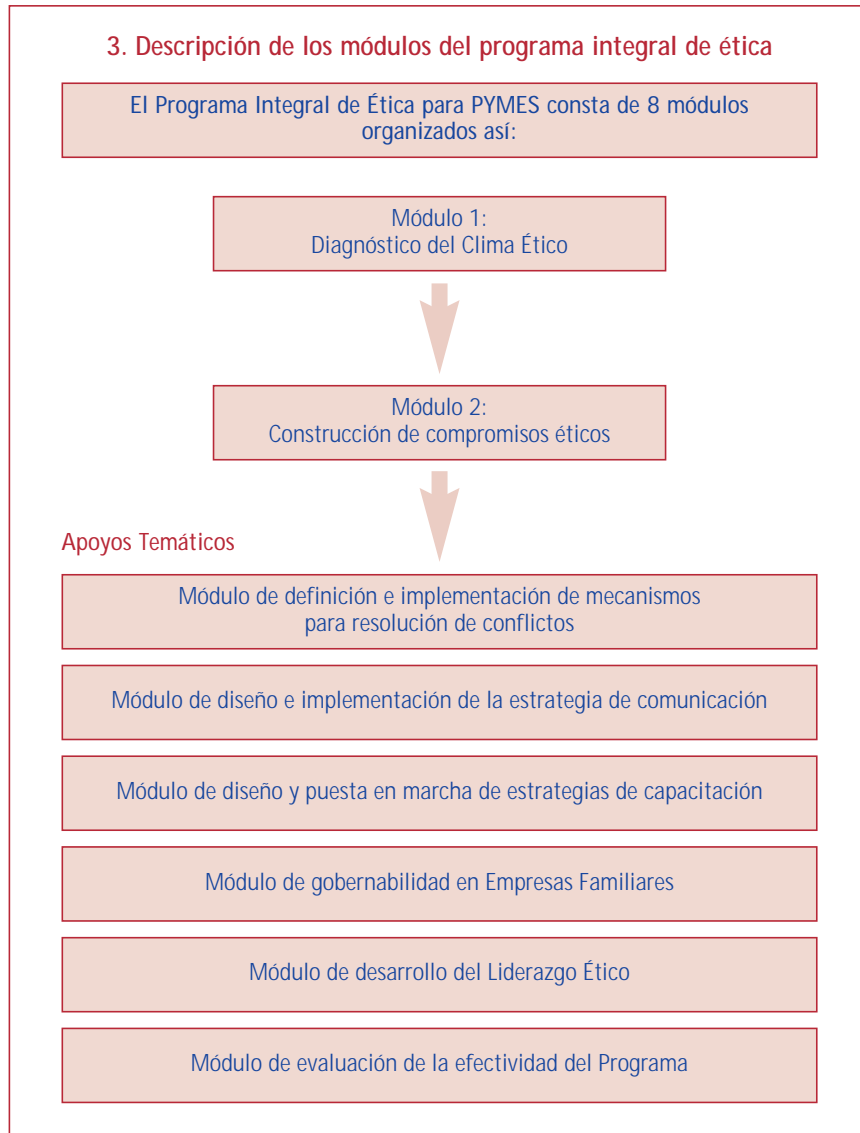 3. Descripción de los módulos del programa integral de ética
El Programa Integral de Ética para PYMES consta de 8 módulos
organizados así:
Módulo 1:
Diagnóstico del Clima Ético
Módulo 2:
Construcción de compromisos éticos
Apoyos Temáticos
Módulo de definición e implementación de mecanismos
para resolución de conflictos
Módulo de diseño e implementación de la estrategia de comunicación
Módulo de diseño y puesta en marcha de estrategias de capacitación
Módulo de gobernabilidad en Empresas Familiares
Módulo de desarrollo del Liderazgo Ético
Módulo de evaluación de la efectividad del Programa